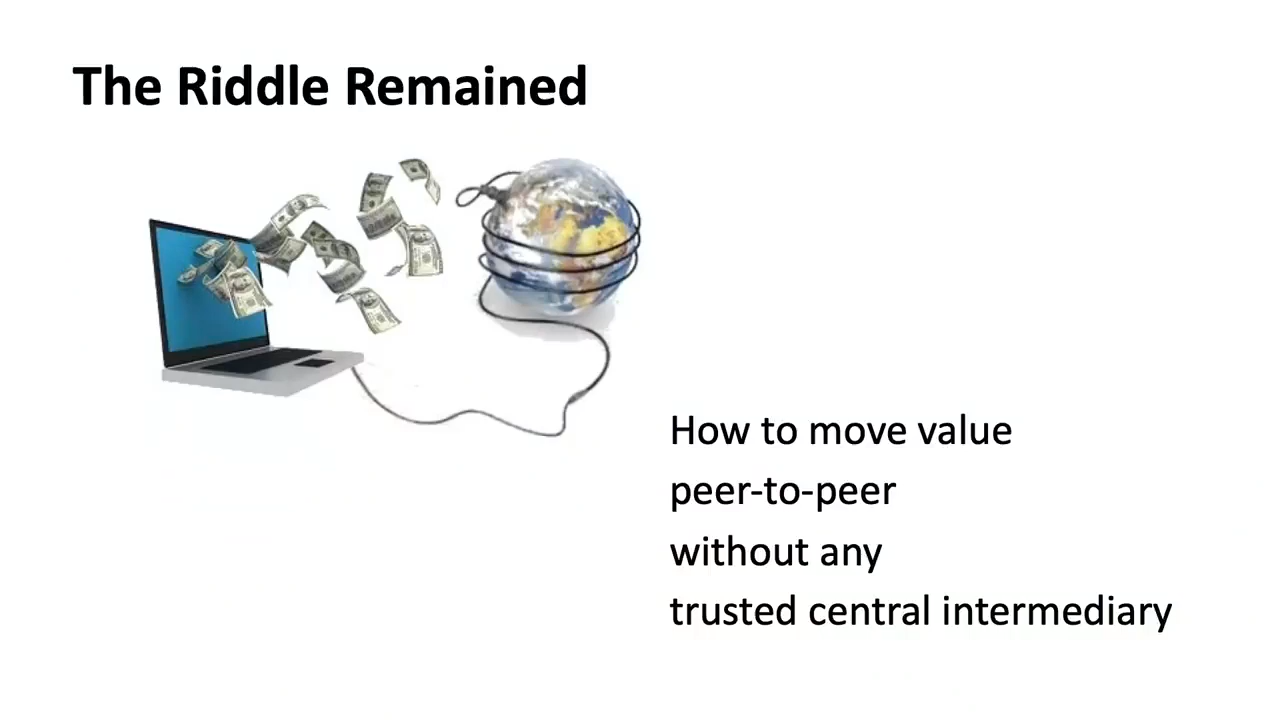 The Riddle Remained
How to move value
peer-to-peer
without any
trusted central intermediary